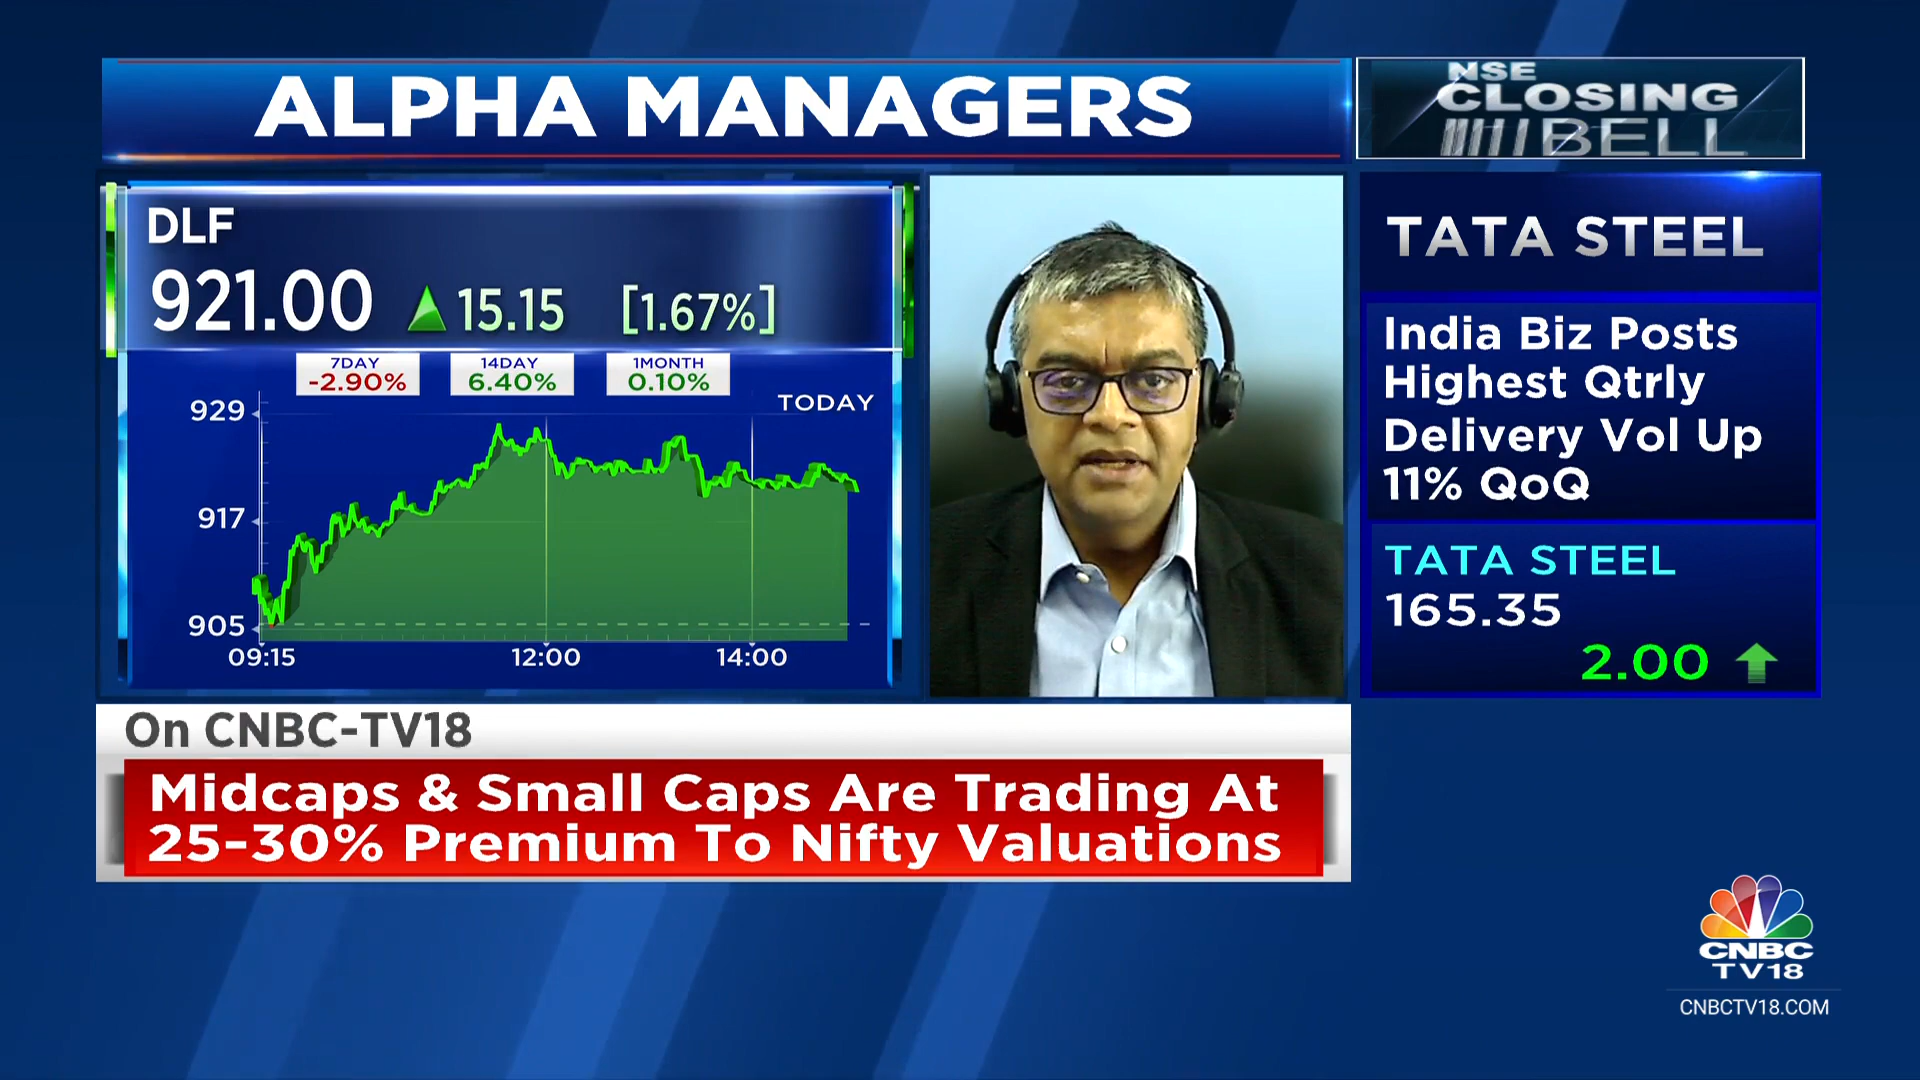 ALPHA MANAGERS
NSE
CLOSING
BELL
DLF
921.00 ▲ 15.15 [1.67%]
7DAY
-2.90%
14DAY
6.40%
1MONTH
0.10%
TODAY
929
917
905
09:15 12:00 14:00
TATA STEEL
India Biz Posts
Highest Qtrly
Delivery Vol Up
11% QoQ
TATA STEEL
165.35
2.00
On CNBC-TV18
Midcaps & Small Caps Are Trading At
25-30% Premium To Nifty Valuations
CNBC
TV18
CNBCTV18.COM